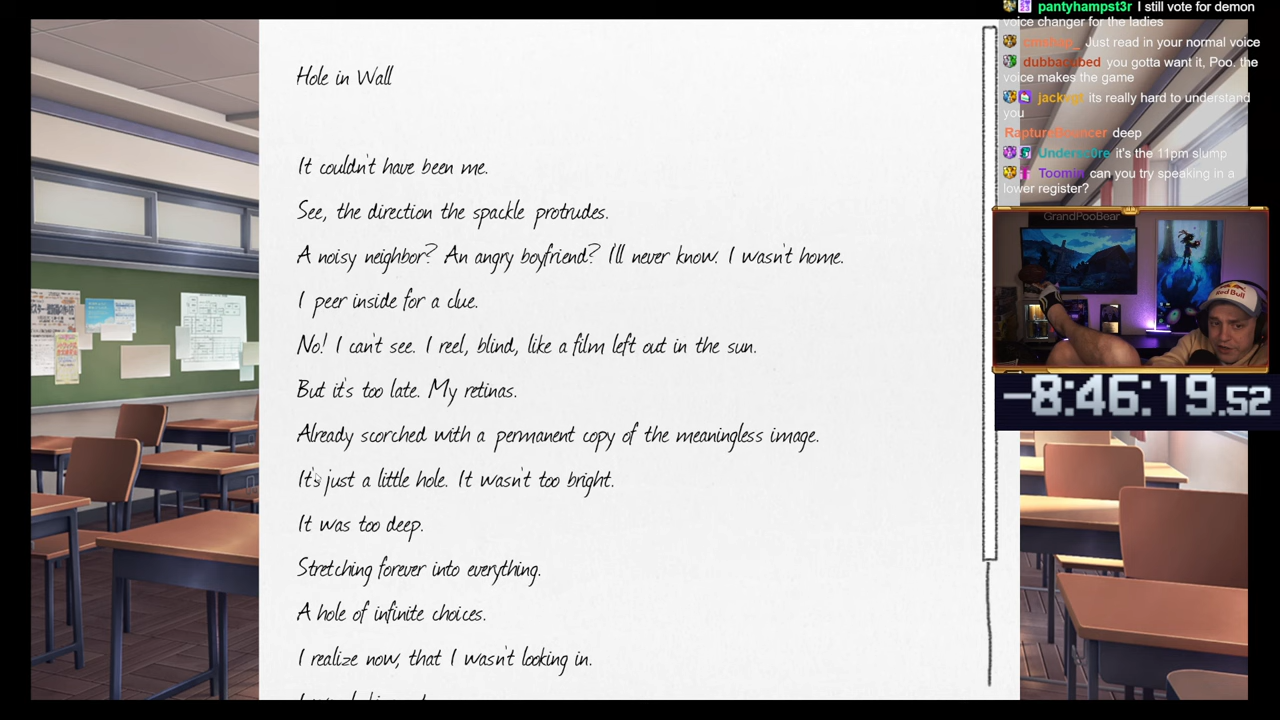 Hole in Wall
It couldn't have been me.
See, the direction the spackle protrudes.
A noisy neighbor? An angry boyfriend? I'll never know. I wasn't home.
I peer inside for a clue.
No! I can't see. I reel, blind, like a film left out in the sun.
But it's too late. My retinas.
Already scorched with a permanent copy of the meaningless image.
It's just a little hole. It wasn't too bright.
It was too deep.
Stretching forever into everything.
A hole of infinite choices.
I realize now, that I wasn't looking in.
pantyhampst3r I still vote for demon
voice changer for the ladies
Just read in your normal voice
dubbacubed you gotta want it, Poo. the
voice makes the game
its really hard to understand
you
RaptureBouncer deep
Undersc0re it's the 11pm slump
Toomin can you try speaking in a
lower register?
GrandPooBear
Red Bull
-8:46:19.52